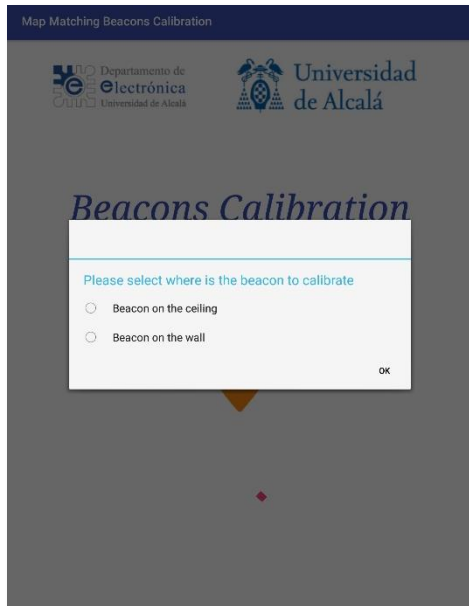 Map Matching Beacons Calibration
Departamento de
electrónica
Universidad de Alcalá
Universidad
de Alcalá
Beacons Calibration
Please select where is the beacon to calibrate
Beacon on the ceiling
Beacon on the wall
OK